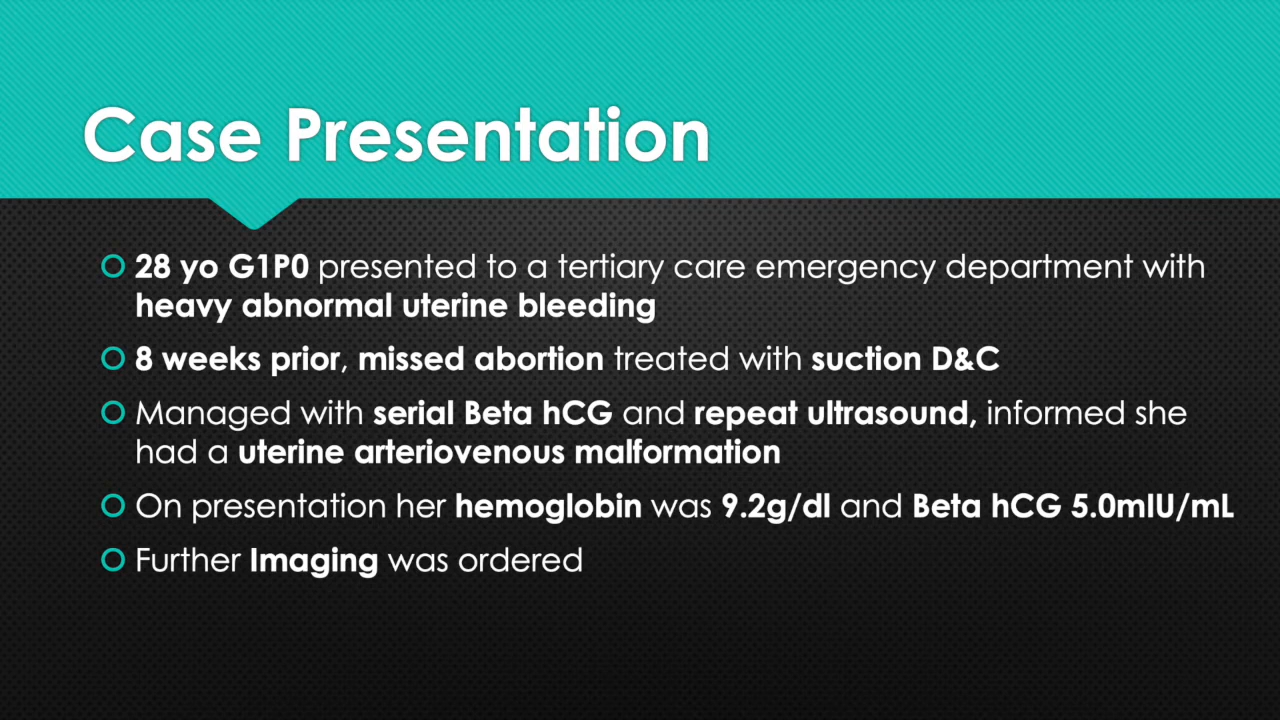 Case Presentation
28 yo G1P0 presented to a tertiary care emergency department with
heavy abnormal uterine bleeding
8 weeks prior, missed abortion treated with suction D&C
Managed with serial Beta hCG and repeat ultrasound, informed she
had a uterine arteriovenous malformation
On presentation her hemoglobin was 9.2g/dl and Beta hCG 5.0mIU/mL
Further Imaging was ordered